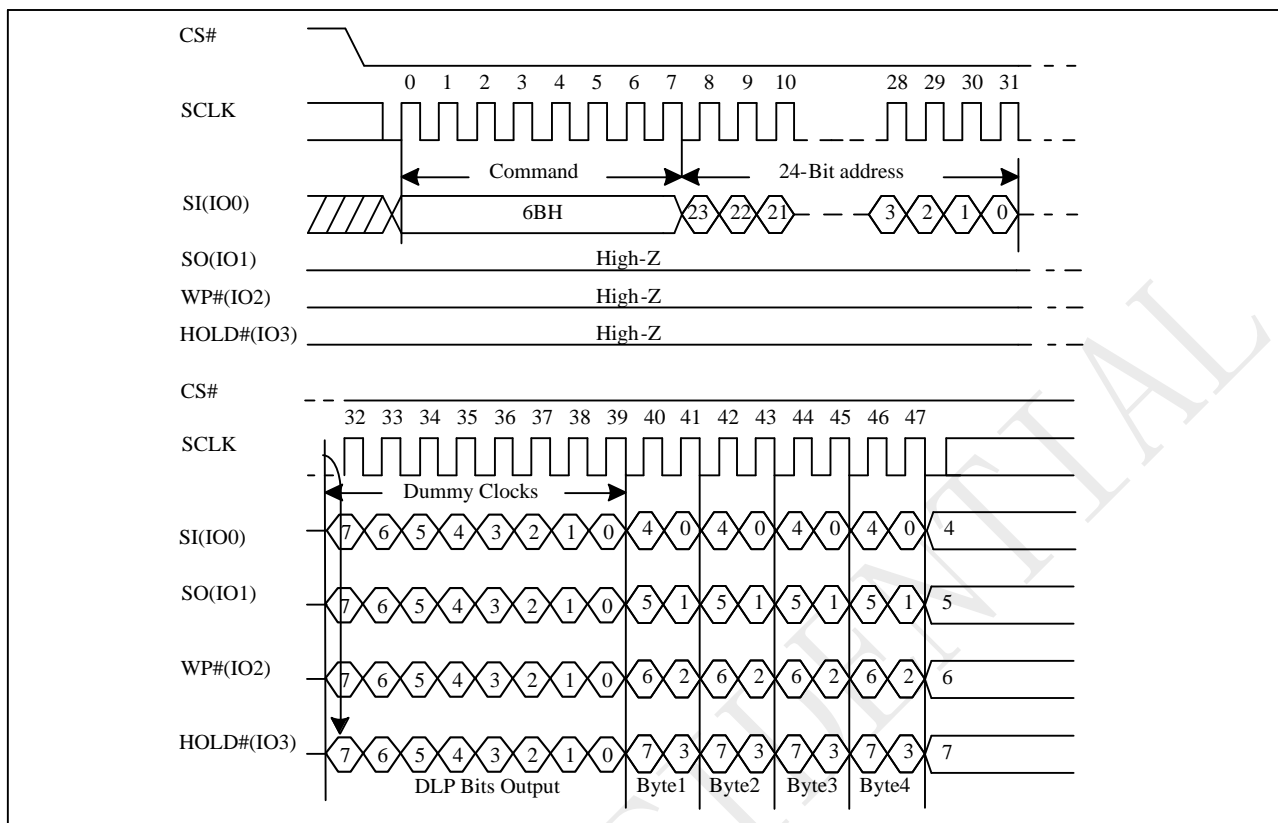 CS#
0 1 2 3 4 5 6 7 8 9 10 28 29 30 31
SCLK
Command 24-Bit address
SI(IO0) 6BH 23 22 21 3 2 1 0
SO(IO1) High-Z
WP#(IO2) High-Z
HOLD#(IO3) High-Z
CS#
32 33 34 35 36 37 38 39 40 41 42 43 44 45 46 47
SCLK
Dummy Clocks
SI(IO0) 7 6 5 4 3 2 1 0 4 0 4 0 4 0 4 0 4
SO(IO1) 7 6 5 4 3 2 1 0 5 1 5 1 5 1 5 1 5
WP#(IO2) 7 6 5 4 3 2 1 0 6 2 6 2 6 2 6 2 6
HOLD#(IO3) 7 6 5 4 3 2 1 0 7 3 7 3 7 3 7 3 7
DLP Bits Output Byte1 Byte2 Byte3 Byte4